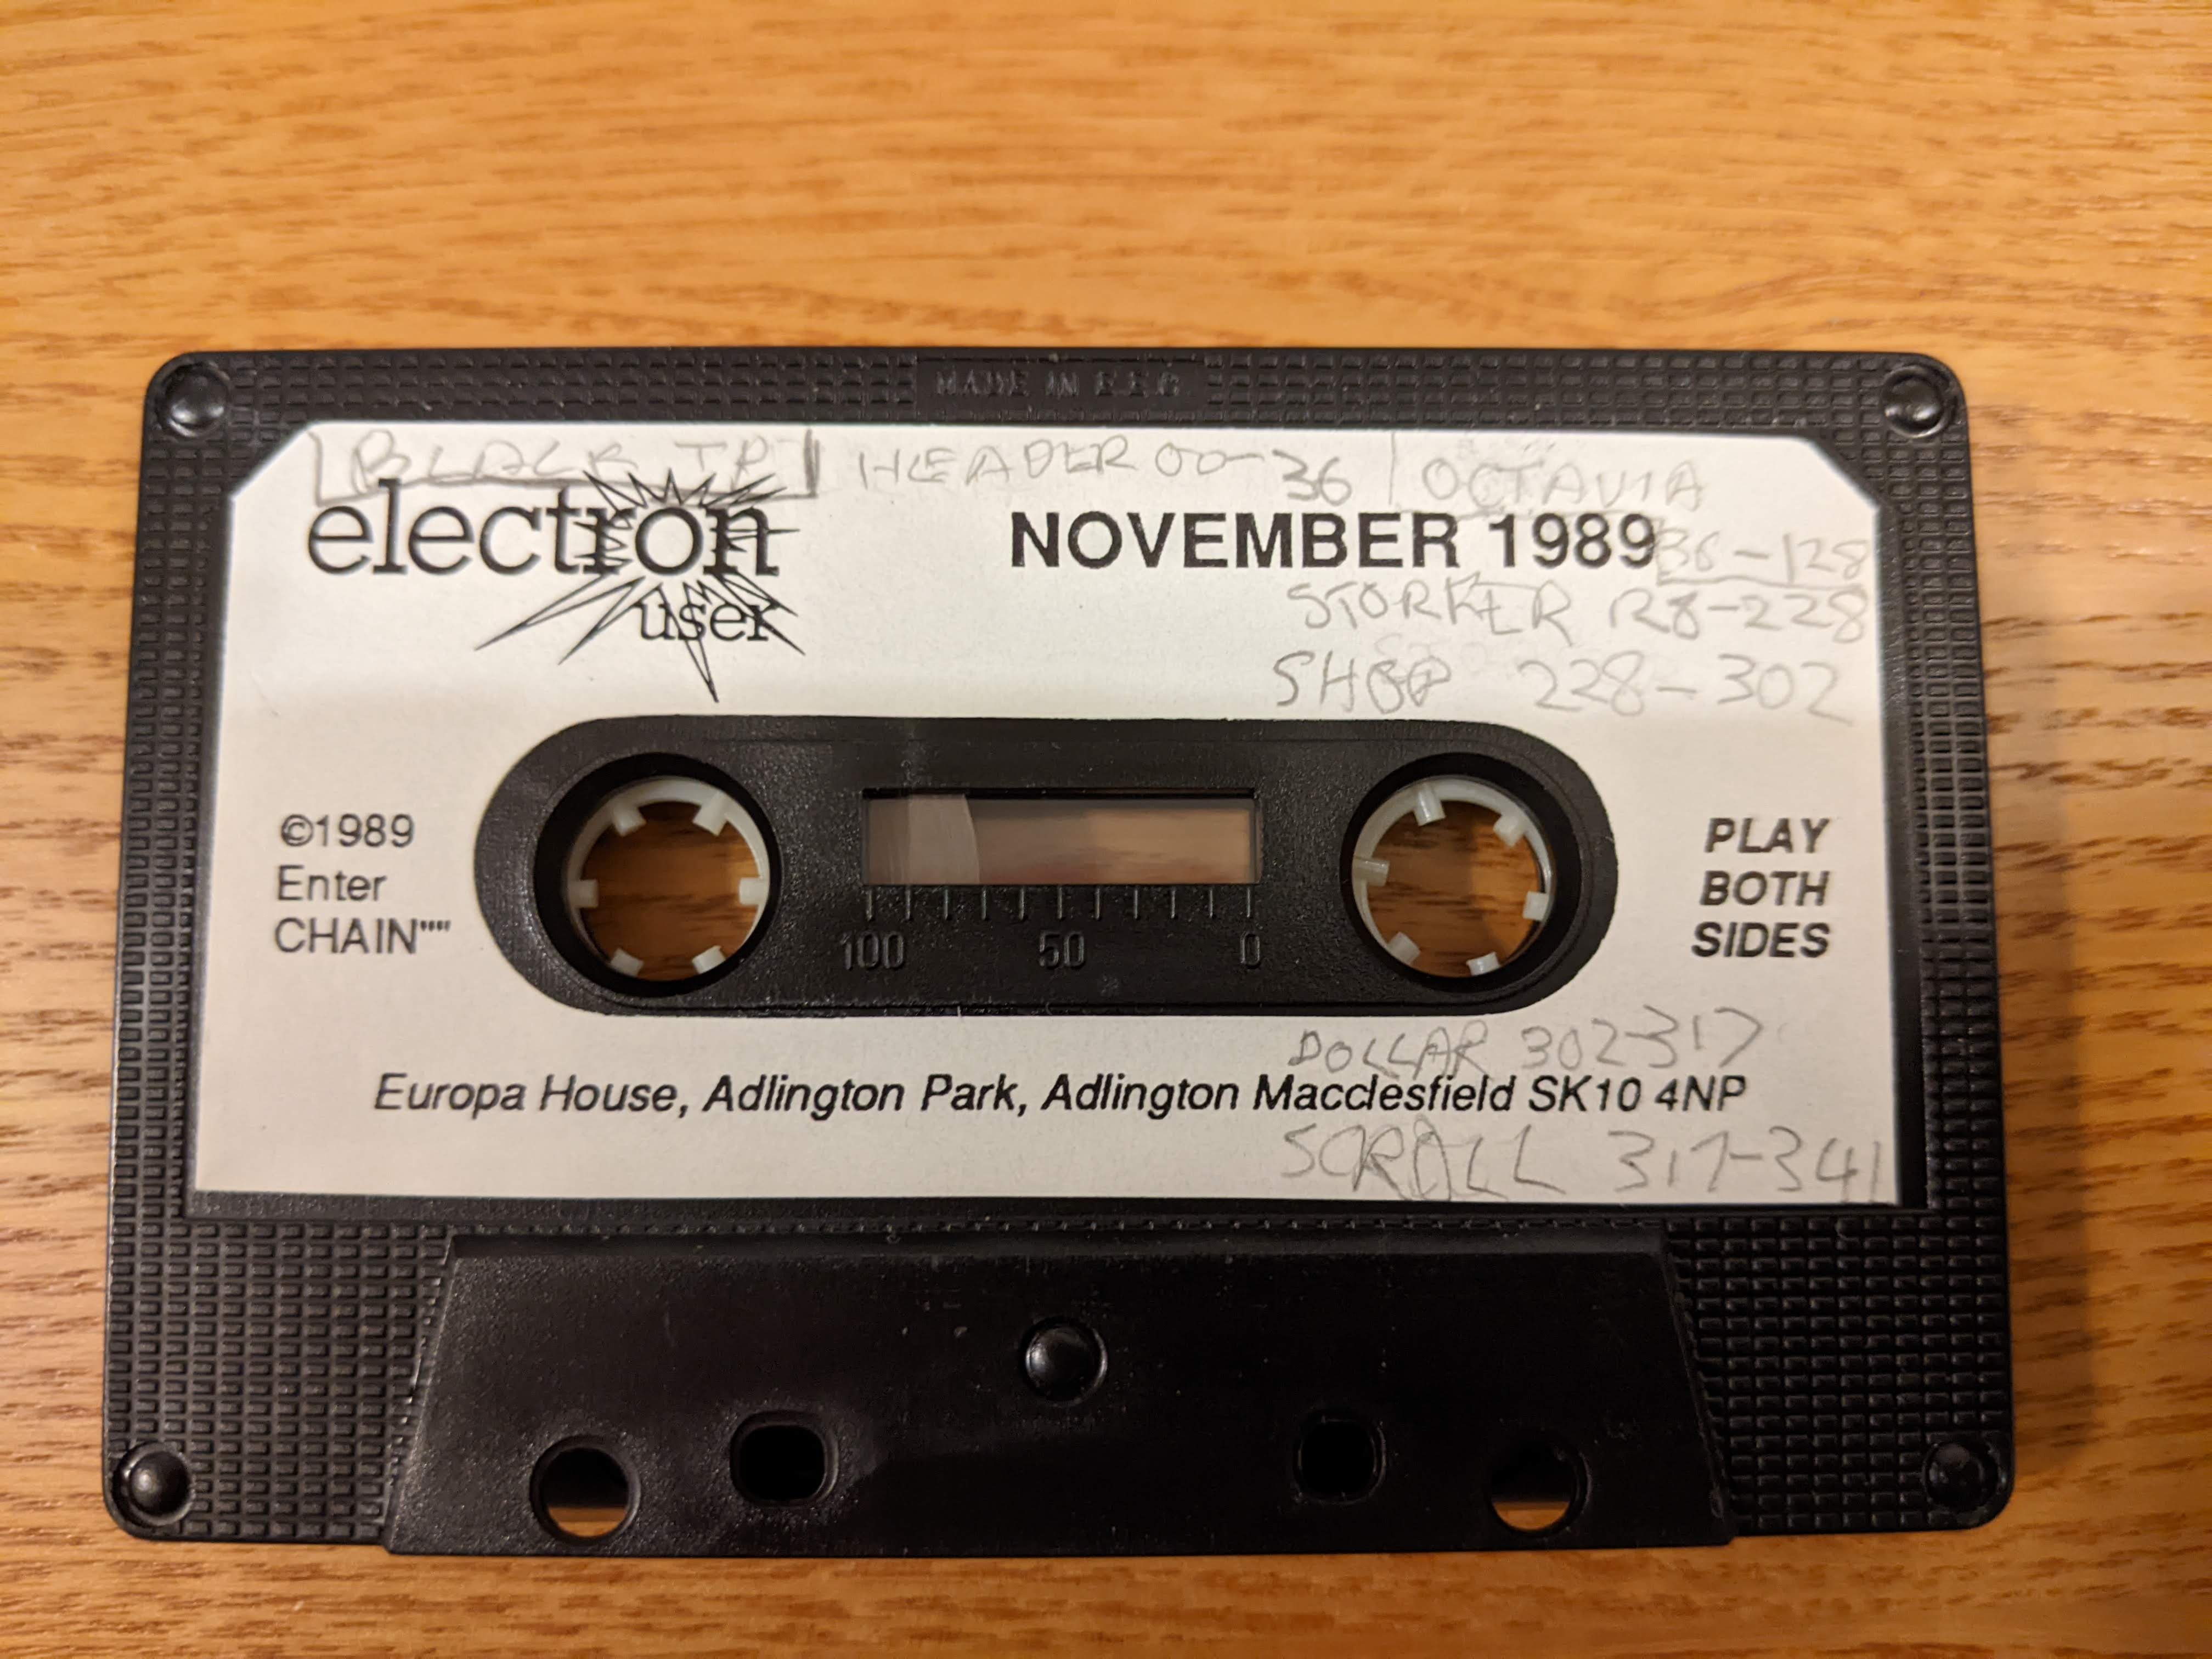 MADE IN E.E.C
BLACK TP HEADER 00-36 OCTAVIA
electron NOVEMBER 1989 36-128
user STORKER 128-228
SHOP 228-302
©1989
Enter
CHAIN""
100 50 0
PLAY
BOTH
SIDES
DOLLAR 302-317
Europa House, Adlington Park, Adlington Macclesfield SK10 4NP
SCROLL 317-341